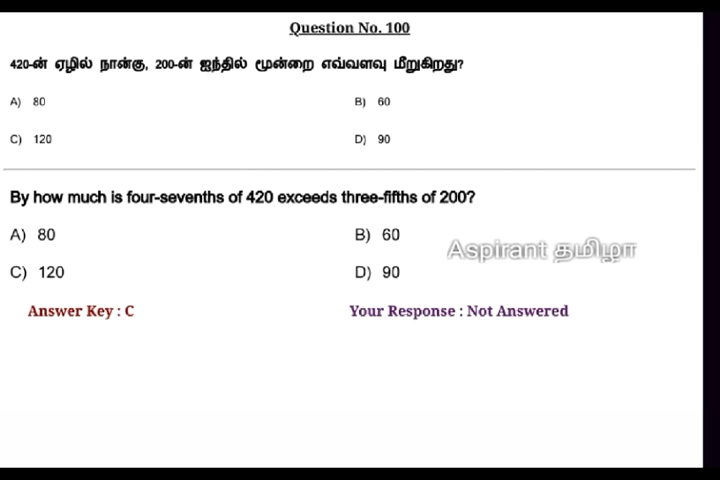 Question No. 100
420-ன் ஏழில் நான்கு, 200-ன் ஐந்தில் மூன்றை எவ்வளவு மீறுகிறது?
A) 80
B) 60
C) 120
D) 90
By how much is four-sevenths of 420 exceeds three-fifths of 200?
A) 80
B) 60
Aspirant தமிழா
C) 120
D) 90
Answer Key : C
Your Response : Not Answered